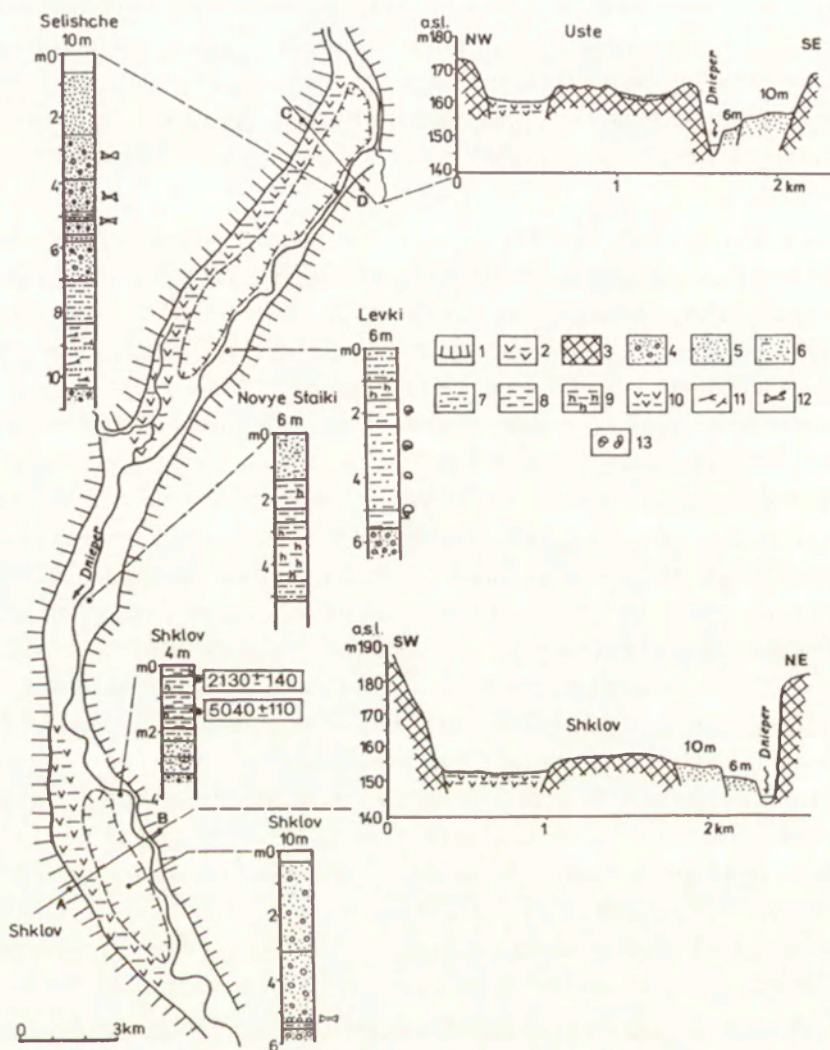 Selishche
10 m
m0
2
4
6
8
10
C
D
a.s.l.
m180
NW
Uste
SE
170
160
150
140
Dnieper
6m
10m
0
1
2 km
Levki
6 m
m0
2
4
6
1
2
3
4
5
6
7
8
9
10
11
12
13
h
h h
Novye Staiki
6 m
m0
2
4
h
h
h
h h
h
Dnieper
Shklov
4 m
m0
m2
4
2130±140
5040±110
B
A
Shklov
Shklov
10m
m0
2
4
6
0
3km
a.s.l.
m190
SW
NE
180
170
160
150
140
Shklov
10m
6m
Dnieper
0
1
2 km